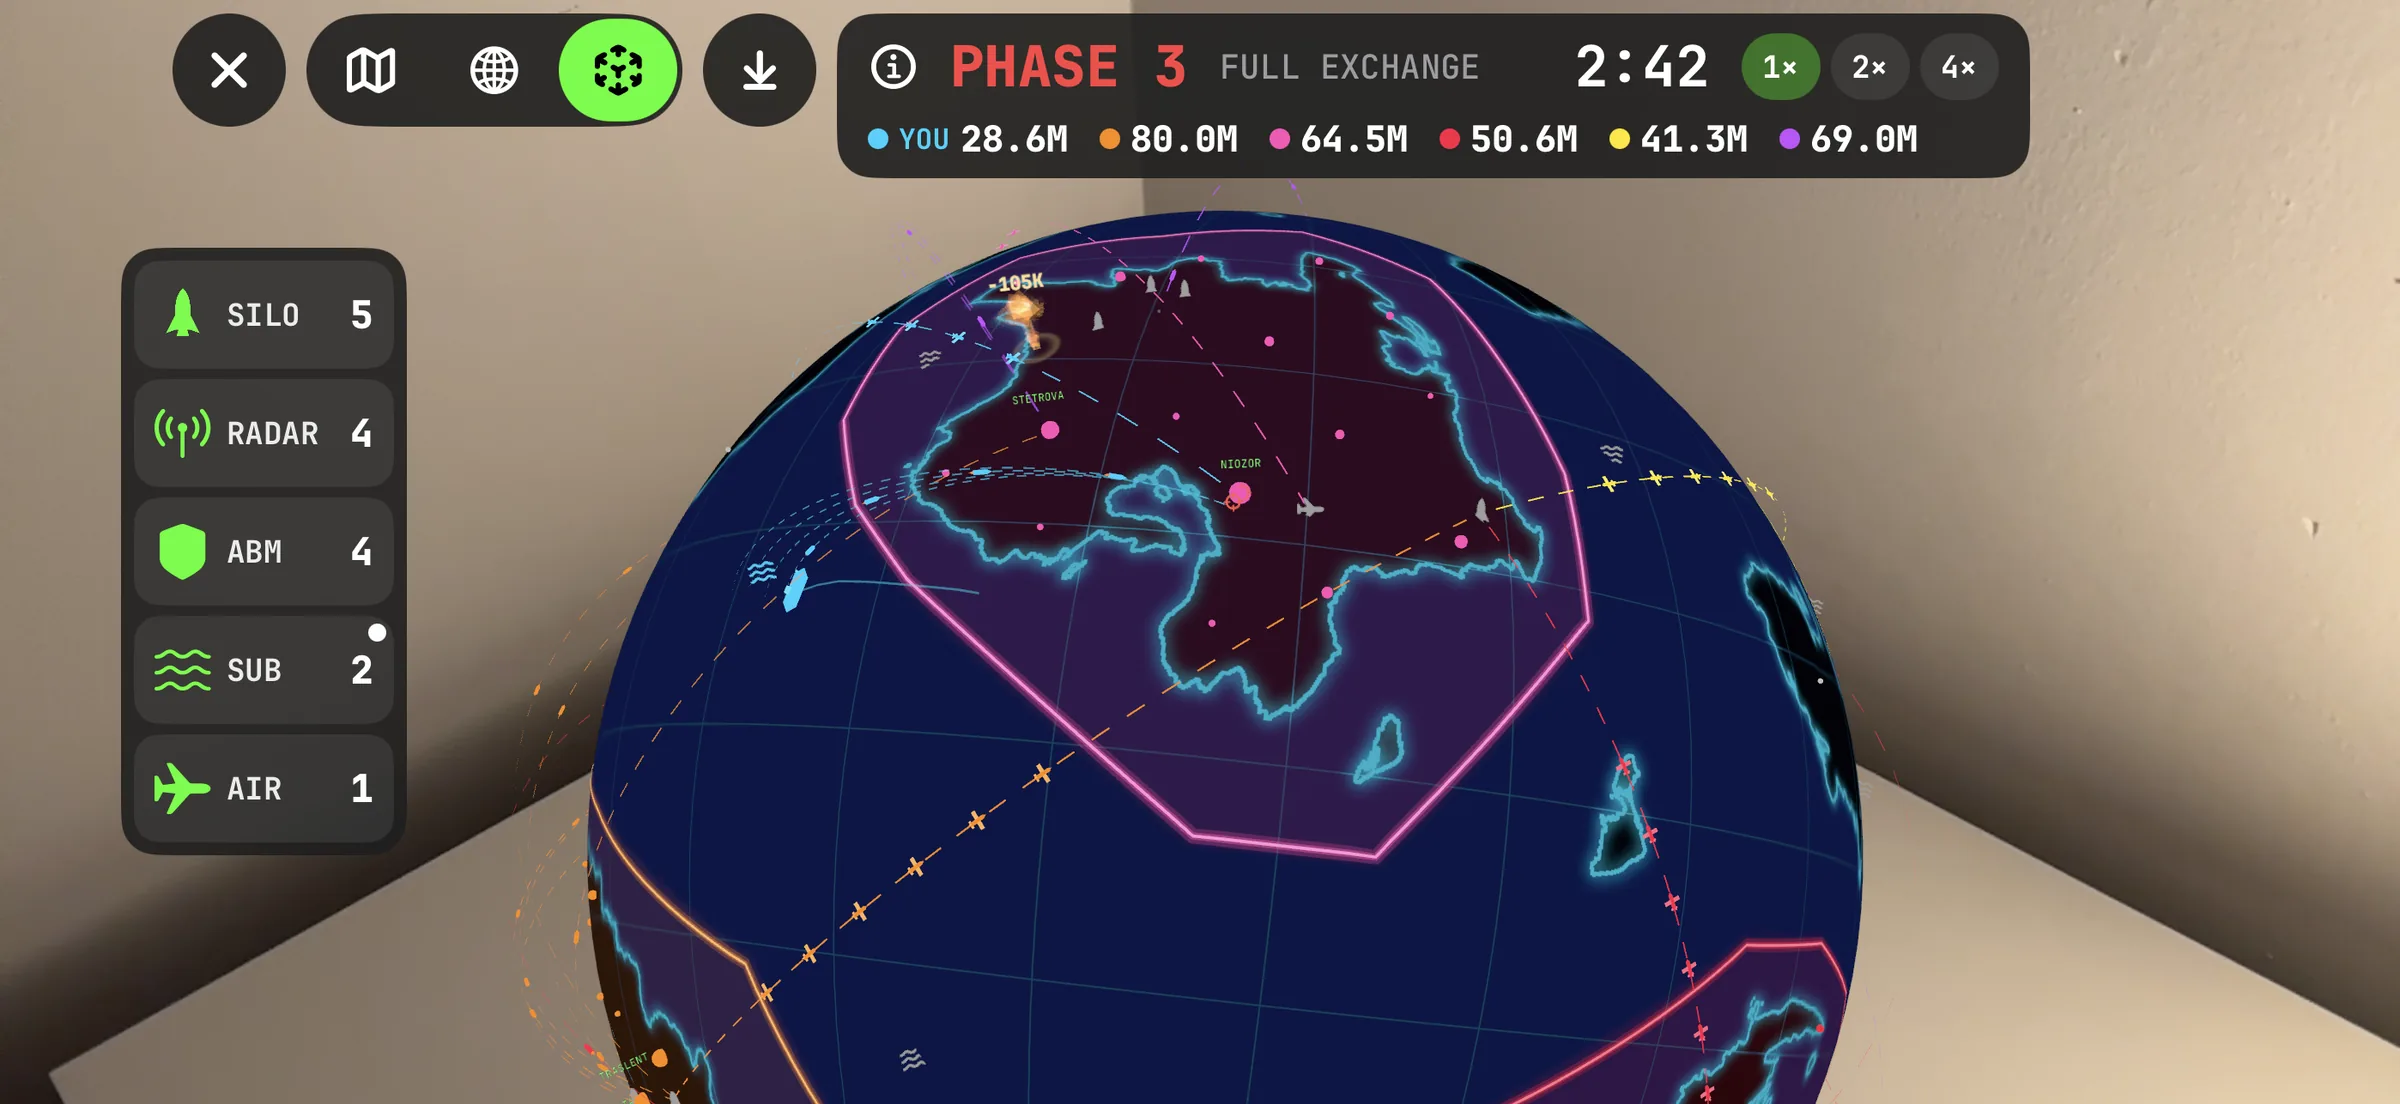 PHASE 3 FULL EXCHANGE 2:42 1× 2× 4×
YOU 28.6M 80.0M 64.5M 50.6M 41.3M 69.0M
SILO 5
RADAR 4
ABM 4
SUB 2
AIR 1
-105K
STETROVA
NIOZOR
TRASLENT